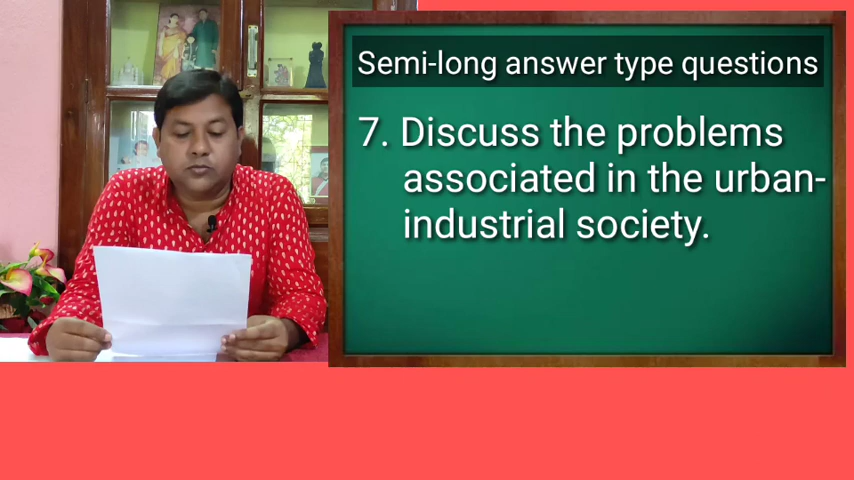 Semi-long answer type questions
7. Discuss the problems
associated in the urban-
industrial society.